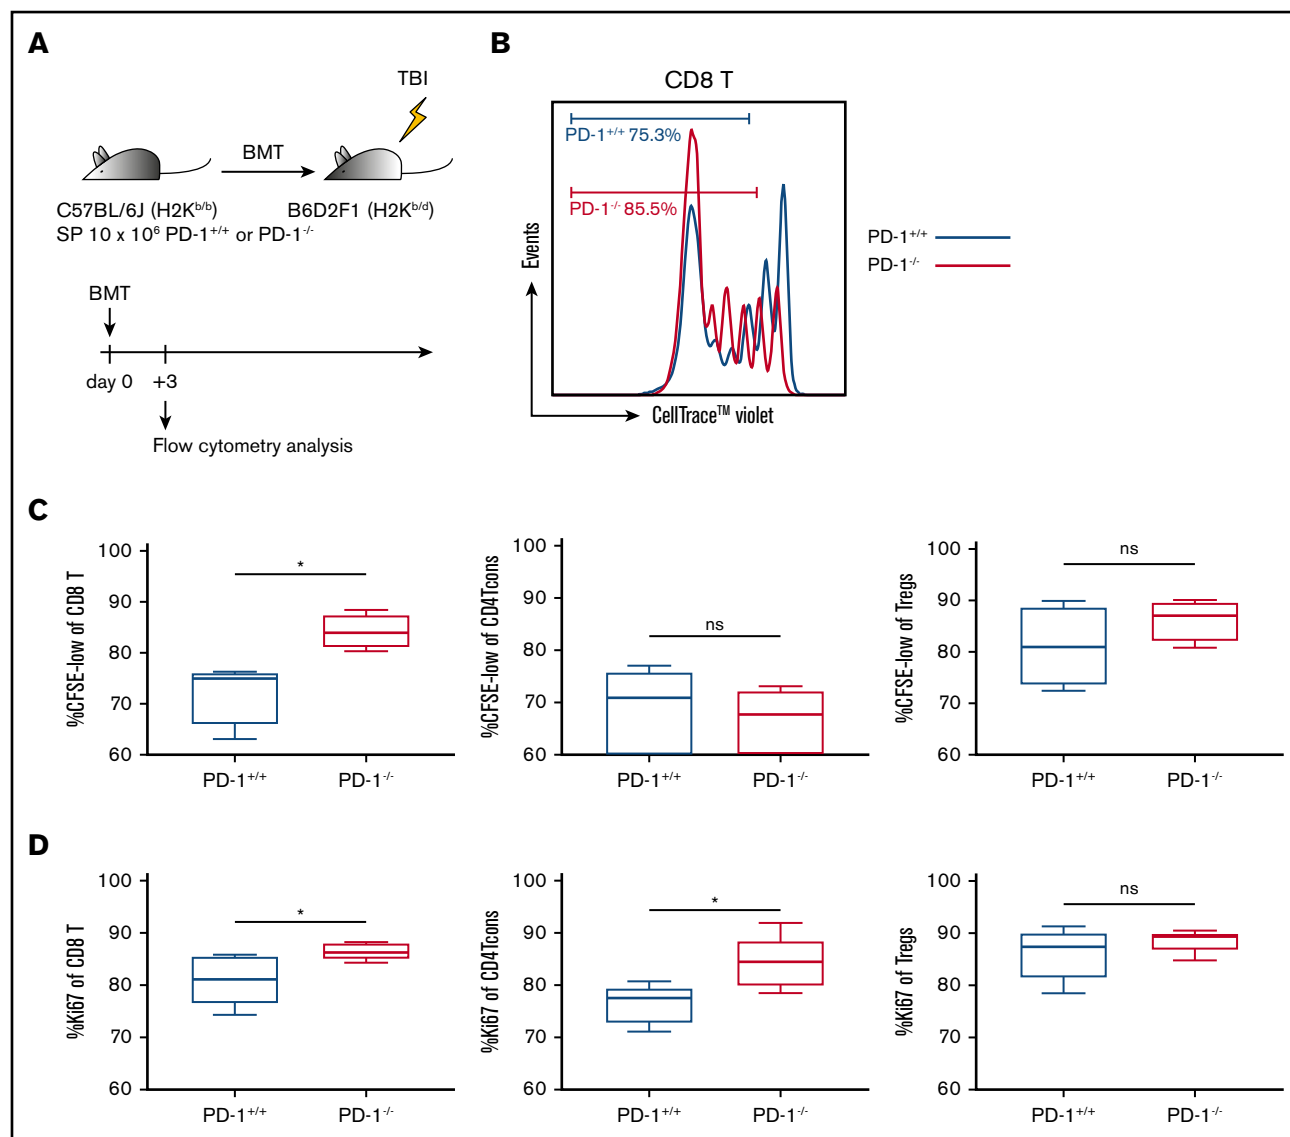 A
TBI
BMT
C57BL/6J (H2K^b/b)
B6D2F1 (H2K^b/d)
SP 10 x 10⁶ PD-1^+/+ or PD-1^-/-
BMT
day 0
+3
Flow cytometry analysis
B
CD8 T
PD-1^+/+ 75.3%
PD-1^-/- 85.5%
Events
CellTrace™ violet
PD-1^+/+
PD-1^-/-
C
%CFSE-low of CD8 T
100
90
80
70
60
*
PD-1^+/+
PD-1^-/-
%CFSE-low of CD4Tcons
100
90
80
70
60
ns
PD-1^+/+
PD-1^-/-
%CFSE-low of Tregs
100
90
80
70
60
ns
PD-1^+/+
PD-1^-/-
D
%Ki67 of CD8 T
100
90
80
70
60
*
PD-1^+/+
PD-1^-/-
%Ki67 of CD4Tcons
100
90
80
70
60
*
PD-1^+/+
PD-1^-/-
%Ki67 of Tregs
100
90
80
70
60
ns
PD-1^+/+
PD-1^-/-